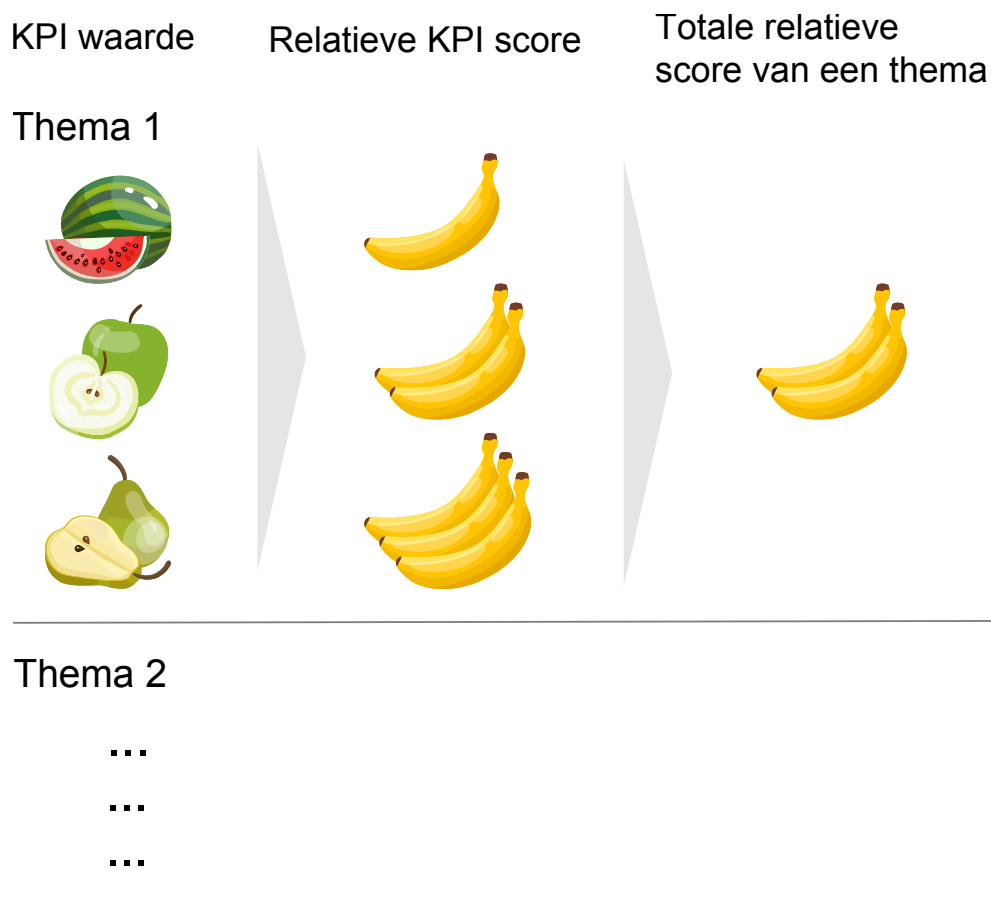 KPI waarde
Relatieve KPI score
Totale relatieve
score van een thema
Thema 1
Thema 2
...
...
...